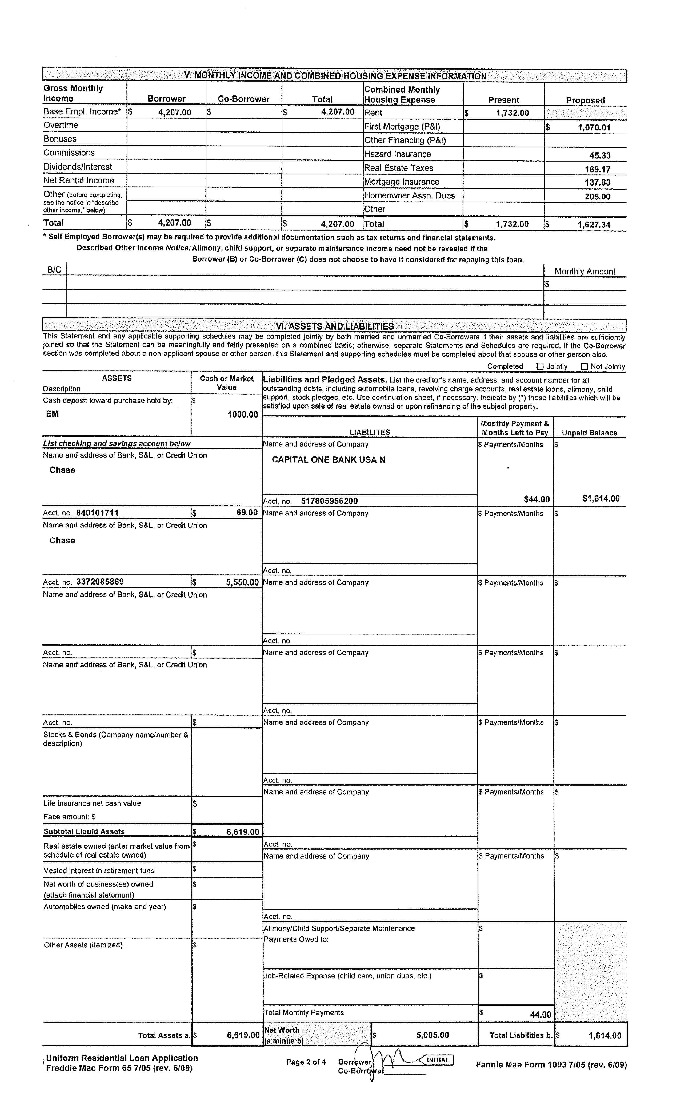 V. MONTHLY INCOME AND COMBINED HOUSING EXPENSE INFORMATION
Gross Monthly Income Borrower Co-Borrower Total Combined Monthly Housing Expense Present Proposed
Base Empl. Income* $ 4,207.00 $ $ 4,207.00 Rent $ 1,732.00
Overtime First Mortgage (P&I) $ 1,070.01
Bonuses Other Financing (P&I)
Commissions Hazard Insurance 45.33
Dividends/Interest Real Estate Taxes 169.17
Net Rental Income Mortgage Insurance 137.83
Other (before completing, see the notice in "describe other income," below) Homeowner Assn. Dues 205.00
Other
Total $ 4,207.00 $ $ 4,207.00 Total $ 1,732.00 $ 1,627.34
* Self Employed Borrower(s) may be required to provide additional documentation such as tax returns and financial statements.
Described Other Income Notice: Alimony, child support, or separate maintenance income need not be revealed if the
Borrower (B) or Co-Borrower (C) does not choose to have it considered for repaying this loan.
B/C Monthly Amount
$
VI. ASSETS AND LIABILITIES
This Statement and any applicable supporting schedules may be completed jointly by both married and unmarried Co-Borrowers if their assets and liabilities are sufficiently
joined so that the Statement can be meaningfully and fairly presented on a combined basis; otherwise, separate Statements and Schedules are required. If the Co-Borrower
section was completed about a non-applicant spouse or other person, this Statement and supporting schedules must be completed about that spouse or other person also.
Completed Jointly Not Jointly
ASSETS Cash or Market Value
Description
Cash deposit toward purchase held by: $
EM 1000.00
Liabilities and Pledged Assets. List the creditor's name, address, and account number for all
outstanding debts, including automobile loans, revolving charge accounts, real estate loans, alimony, child
support, stock pledges, etc. Use continuation sheet, if necessary. Indicate by (*) those liabilities which will be
satisfied upon sale of real estate owned or upon refinancing of the subject property.
LIABILITIES Monthly Payment & Months Left to Pay Unpaid Balance
List checking and savings account below
Name and address of Bank, S&L, or Credit Union
Chase
Name and address of Company $ Payments/Months $
CAPITAL ONE BANK USA N
Acct. no. 517805956200 $44.00 $1,614.00
Acct. no. 840101711 $ 69.00 Name and address of Company $ Payments/Months $
Name and address of Bank, S&L, or Credit Union
Chase
Acct. no.
Acct. no. 3372085869 $ 5,550.00 Name and address of Company $ Payments/Months $
Name and address of Bank, S&L, or Credit Union
Acct. no.
Acct. no. $ Name and address of Company $ Payments/Months $
Name and address of Bank, S&L, or Credit Union
Acct. no.
Acct. no. $ Name and address of Company $ Payments/Months $
Stocks & Bonds (Company name/number & description) $
Acct. no.
Name and address of Company $ Payments/Months $
Life insurance net cash value $
Face amount: $
Subtotal Liquid Assets $ 6,619.00
Acct. no.
Real estate owned (enter market value from schedule of real estate owned) $
Name and address of Company $ Payments/Months $
Vested interest in retirement fund $
Net worth of business(es) owned (attach financial statement) $
Automobiles owned (make and year) $
Acct. no.
Alimony/Child Support/Separate Maintenance Payments Owed to: $
Other Assets (itemized) $
Job-Related Expense (child care, union dues, etc.) $
Total Monthly Payments $ 44.00
Total Assets a. $ 6,619.00 Net Worth (a minus b) $ 5,005.00 Total Liabilities b. $ 1,614.00
Uniform Residential Loan Application
Freddie Mac Form 65 7/05 (rev. 6/09)
Page 2 of 4
Borrower
Co-Borrower
INITIAL
Fannie Mae Form 1003 7/05 (rev. 6/09)